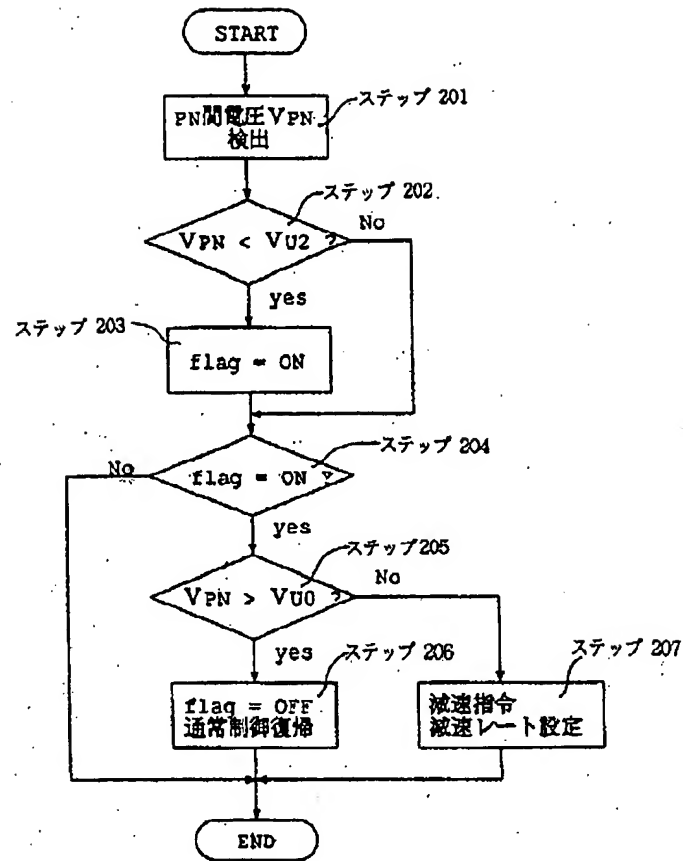 START
ステップ 201
PN間電圧VPN
検出
ステップ 202
VPN < VU2 ?
No
yes
ステップ 203
flag = ON
ステップ 204
flag = ON ?
No
yes
ステップ205
VPN > VU0 ?
No
yes
ステップ 206
flag = OFF
通常制御復帰
ステップ 207
減速指令
減速レート設定
END